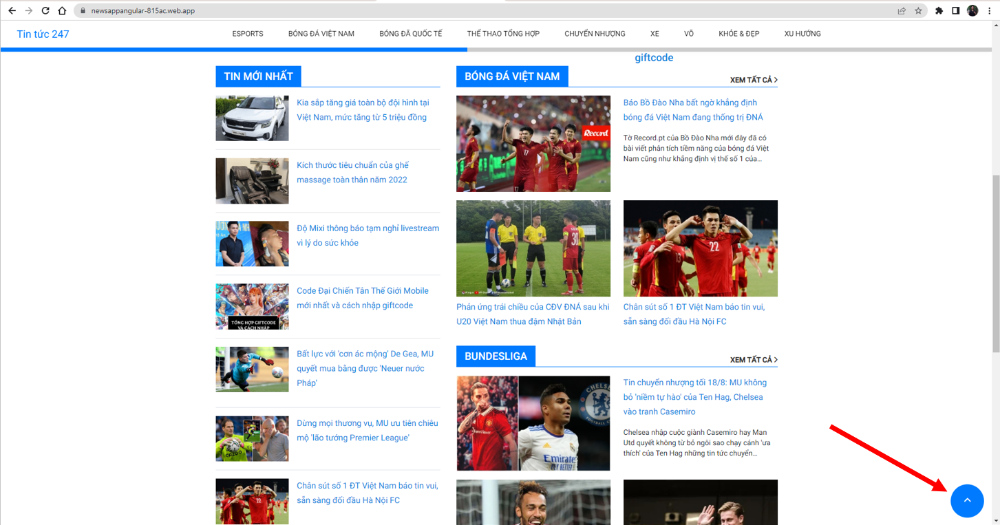 newsappangular-815ac.web.app
Tin tức 247
ESPORTS
BÓNG ĐÁ VIỆT NAM
BÓNG ĐÃ QUỐC TẾ
THỂ THAO TỔNG HỢP
CHUYỂN NHƯỢNG
XE
VÕ
KHỎE & ĐẸP
XU HƯỚNG
giftcode
TIN MỚI NHẤT
Kia sắp tăng giá toàn bộ đội hình tại
Việt Nam, mức tăng từ 5 triệu đồng
Kích thước tiêu chuẩn của ghế
massage toàn thân năm 2022
Độ Mixi thông báo tạm nghỉ livestream
vì lý do sức khỏe
Code Đại Chiến Tân Thế Giới Mobile
mới nhất và cách nhập giftcode
TỔNG HỢP GIFTCODE
VÀ CÁCH NHẬP
Bất lực với 'cơn ác mộng' De Gea, MU
quyết mua bằng được 'Neuer nước
Pháp'
Dừng mọi thương vụ, MU ưu tiên chiêu
mộ 'lão tướng Premier League'
Chân sút số 1 ĐT Việt Nam báo tin vui,
sẵn sàng đối đầu Hà Nội FC
BÓNG ĐÁ VIỆT NAM
XEM TẤT CẢ
Record
17
Báo Bồ Đào Nha bất ngờ khẳng định
bóng đá Việt Nam đang thống trị ĐNÁ
Tờ Record.pt của Bồ Đào Nha mới đây đã có
bài viết phân tích tiềm năng của bóng đá Việt
Nam cũng như khẳng định vị thế số 1 của...
30
22
Phản ứng trái chiều của CĐV ĐNÁ sau khi
U20 Việt Nam thua đậm Nhật Bản
Chân sút số 1 ĐT Việt Nam báo tin vui,
sẵn sàng đối đầu Hà Nội FC
BUNDESLIGA
XEM TẤT CẢ
CHELSEA
FOOTBALL CLUB
Emirates
FLY BETTER
Tin chuyển nhượng tối 18/8: MU không
bỏ 'niềm tự hào' của Ten Hag, Chelsea
vào tranh Casemiro
Chelsea nhập cuộc giành Casemiro hay Man
Utd quyết không từ bỏ ngôi sao chạy cánh 'ưa
thích' của Ten Hag những tin tức chuyển...